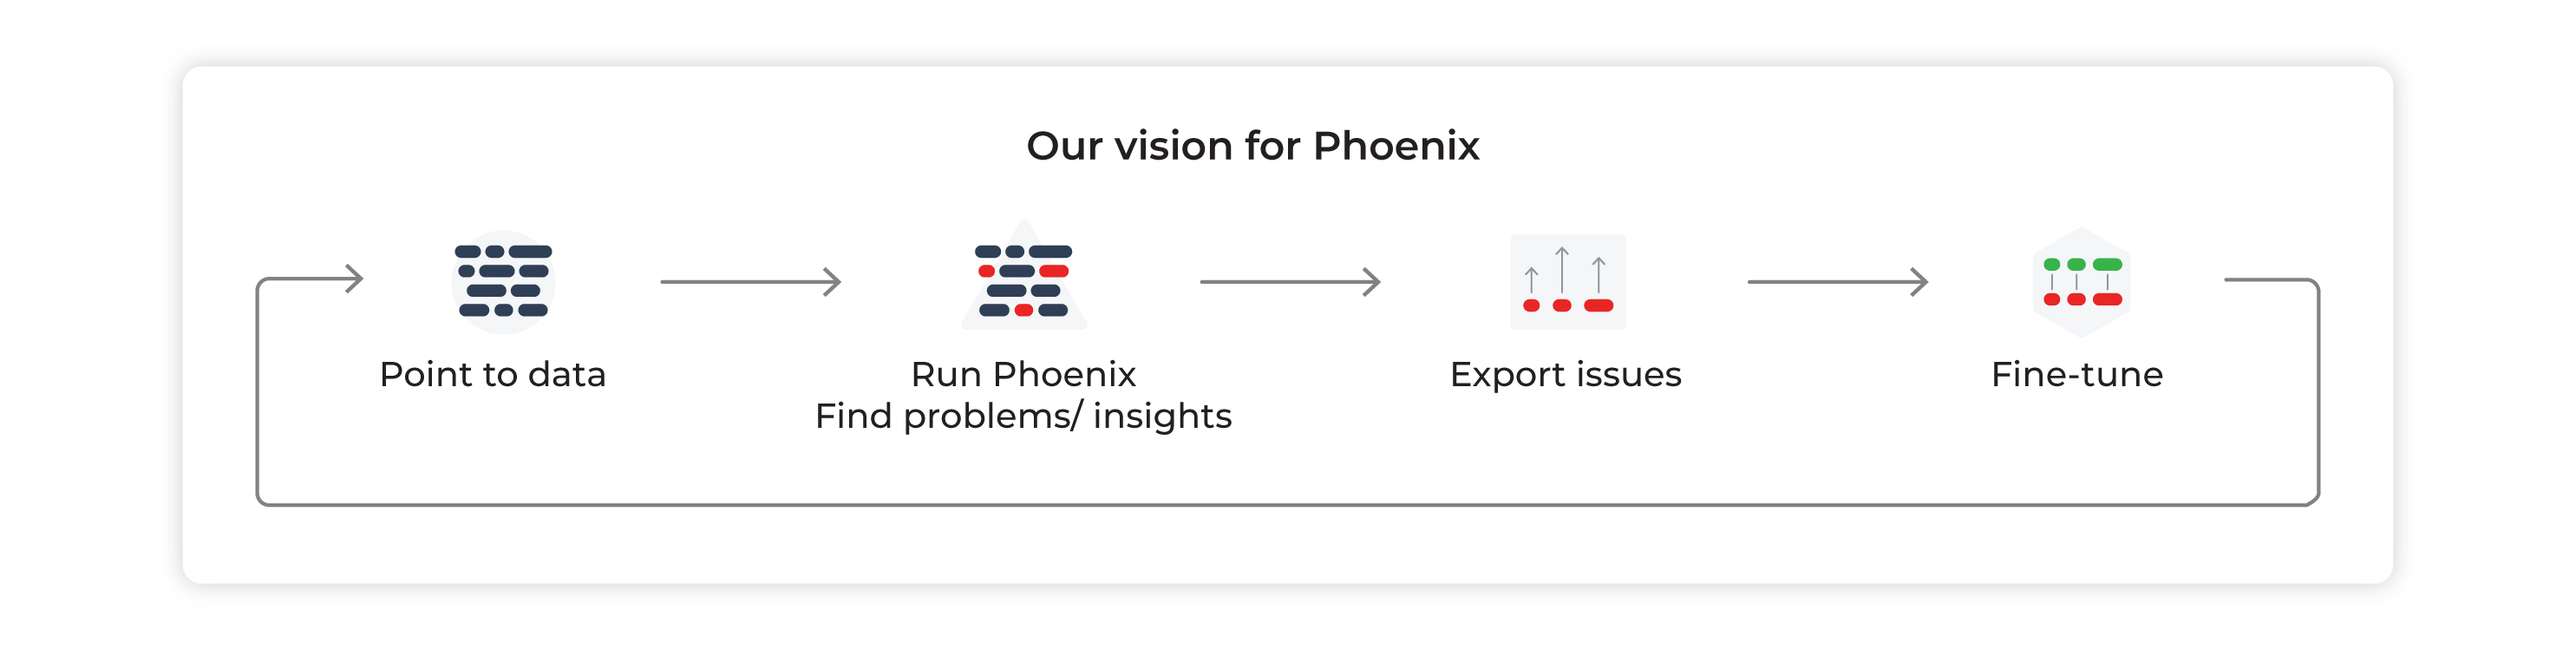 Our vision for Phoenix
Point to data
Run Phoenix
Find problems/ insights
Export issues
Fine-tune